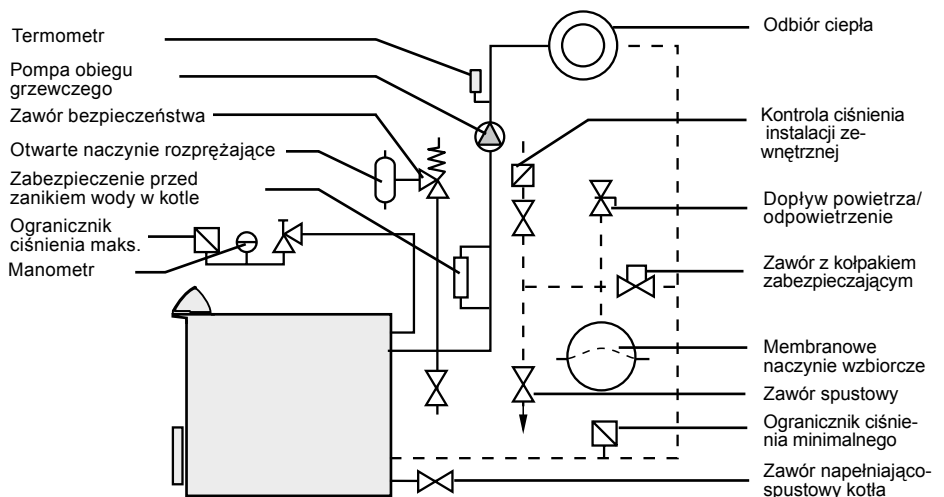 Termometr
Pompa obiegu
grzewczego
Zawór bezpieczeństwa
Otwarte naczynie rozprężające
Zabezpieczenie przed
zanikiem wody w kotle
Ogranicznik
ciśnienia maks.
Manometr
Odbiór ciepła
Kontrola ciśnienia
instalacji ze-
wnętrznej
Dopływ powietrza/
odpowietrzenie
Zawór z kołpakiem
zabezpieczającym
Membranowe
naczynie wzbiorcze
Zawór spustowy
Ogranicznik ciśnie-
nia minimalnego
Zawór napełniająco-
spustowy kotła